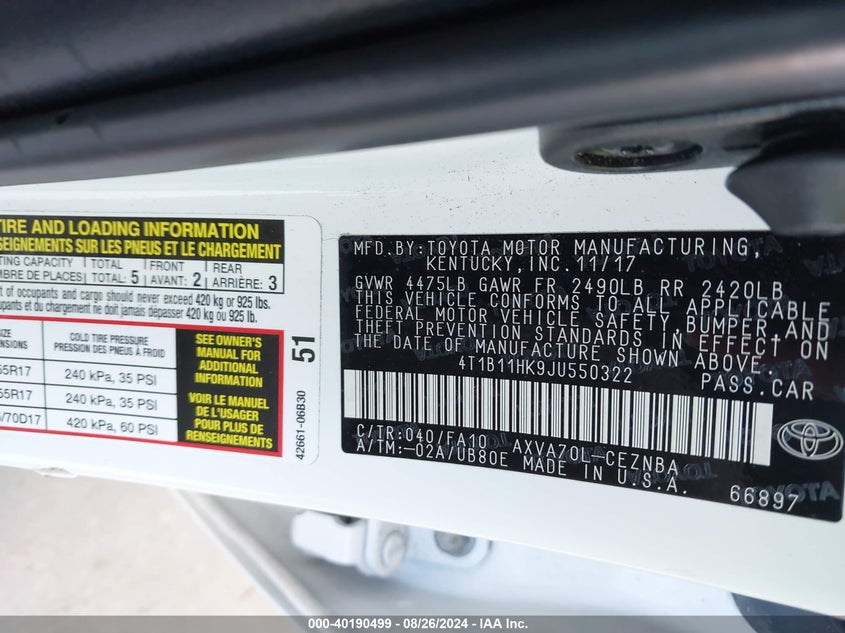 TIRE AND LOADING INFORMATION
RENSEIGNEMENTS SUR LES PNEUS ET LE CHARGEMENT
TOTAL FRONT REAR
TOTAL: 5 AVANT: 2 ARRIÈRE: 3
SEATING CAPACITY
NOMBRE DE PLACES
of occupants and cargo should never exceed 420 kg or 925 lbs.
et du chargement ne doit jamais dépasser 420 kg ou 925 lb.
COLD TIRE PRESSURE
PRESSION DES PNEUS À FROID
55R17 240 kPa, 35 PSI
55R17 240 kPa, 35 PSI
/70D17 420 kPa, 60 PSI
SEE OWNER'S
MANUAL FOR
ADDITIONAL
INFORMATION
VOIR LE MANUEL
DE L'USAGER
POUR PLUS DE
RENSEIGNEMENTS
51
42661-06B30
MFD.BY:TOYOTA MOTOR MANUFACTURING,
KENTUCKY, INC. 11/17
GVWR 4475LB GAWR FR 2490LB RR 2420LB
THIS VEHICLE CONFORMS TO ALL APPLICABLE
FEDERAL MOTOR VEHICLE SAFETY, BUMPER, AND
THEFT PREVENTION STANDARDS IN EFFECT ON
THE DATE OF MANUFACTURE SHOWN ABOVE.
4T1B11HK9JU550322 PASS.CAR
C/TR:040/FA10 AXVA70L-CEZNBA
A/TM:-02A/UB80E MADE IN U.S.A.
66897
TOYOTA
000-40190499 - 08/26/2024 - IAA Inc.